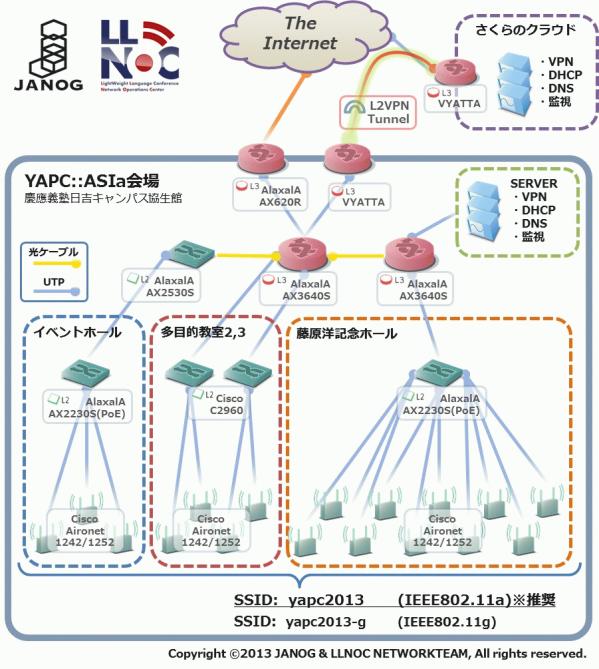 JANOG
LL
NOC
LightWeight Language Conference
Network Operations Center
The
Internet
さくらのクラウド
・VPN
・DHCP
・DNS
・監視
L3
VYATTA
L2VPN
Tunnel
YAPC::ASIa会場
慶應義塾日吉キャンパス協生館
L3
AlaxalA
AX620R
L3
VYATTA
SERVER
・VPN
・DHCP
・DNS
・監視
光ケーブル
UTP
L2
AlaxalA
AX2530S
L3
AlaxalA
AX3640S
L3
AlaxalA
AX3640S
イベントホール
多目的教室2,3
藤原洋記念ホール
L2
AlaxalA
AX2230S(PoE)
L2
Cisco
C2960
L2
AlaxalA
AX2230S(PoE)
Cisco
Aironet
1242/1252
Cisco
Aironet
1242/1252
Cisco
Aironet
1242/1252
SSID: yapc2013 (IEEE802.11a)※推奨
SSID: yapc2013-g (IEEE802.11g)
Copyright ©2013 JANOG & LLNOC NETWORKTEAM, All rights reserved.